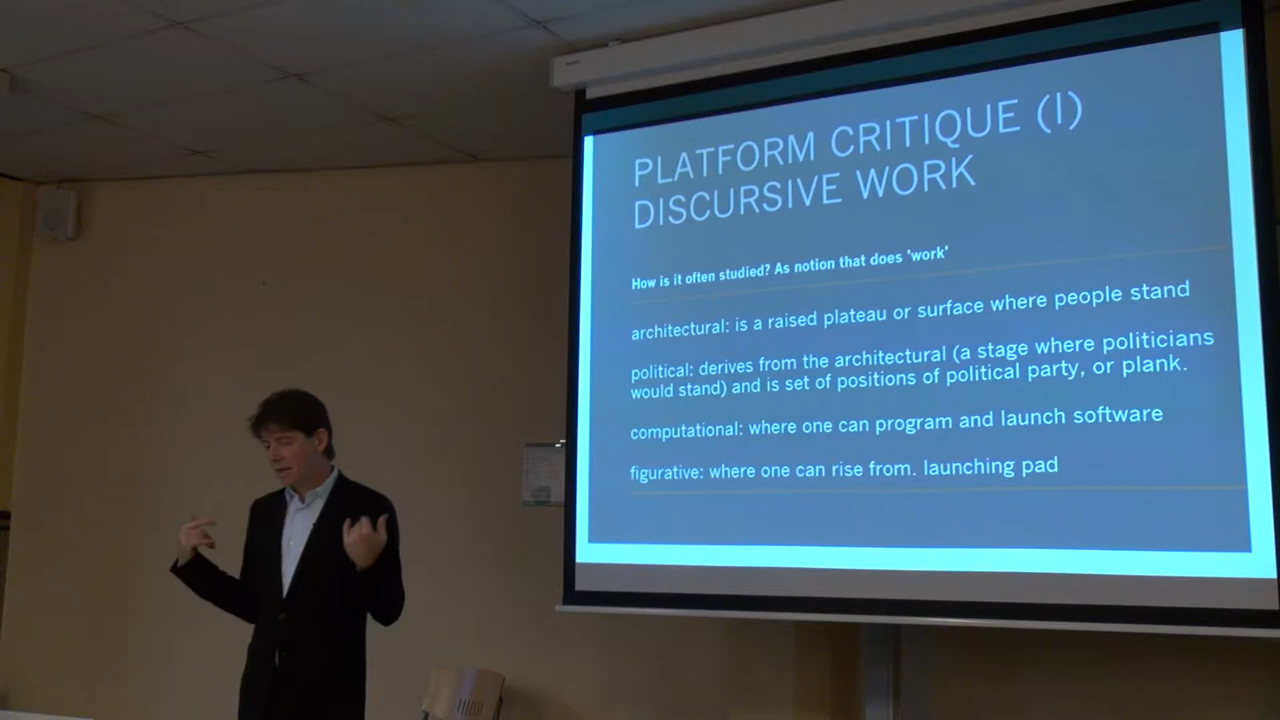 PLATFORM CRITIQUE (I)
DISCURSIVE WORK
How is it often studied? As notion that does 'work'
architectural: is a raised plateau or surface where people stand
political: derives from the architectural (a stage where politicians
would stand) and is set of positions of political party, or plank.
computational: where one can program and launch software
figurative: where one can rise from. launching pad